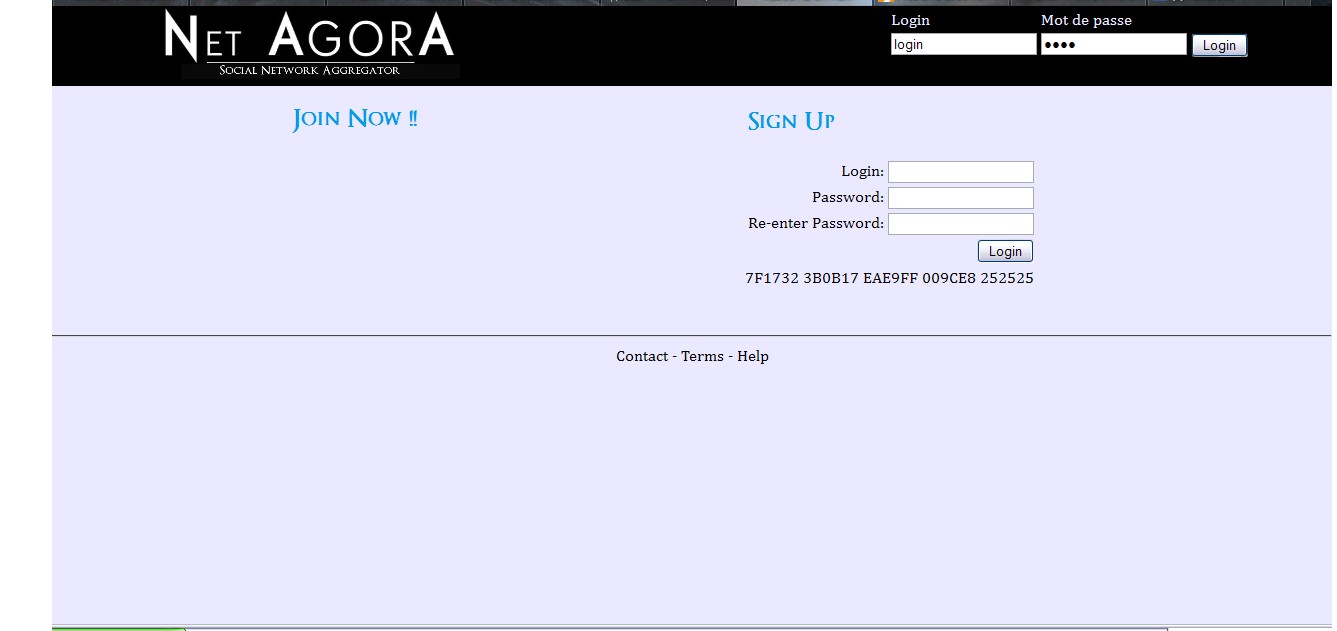 NET AGORA
SOCIAL NETWORK AGGREGATOR
Login Mot de passe
login •••• Login
JOIN NOW !!
SIGN UP
Login:
Password:
Re-enter Password:
Login
7F1732 3B0B17 EAE9FF 009CE8 252525
Contact - Terms - Help